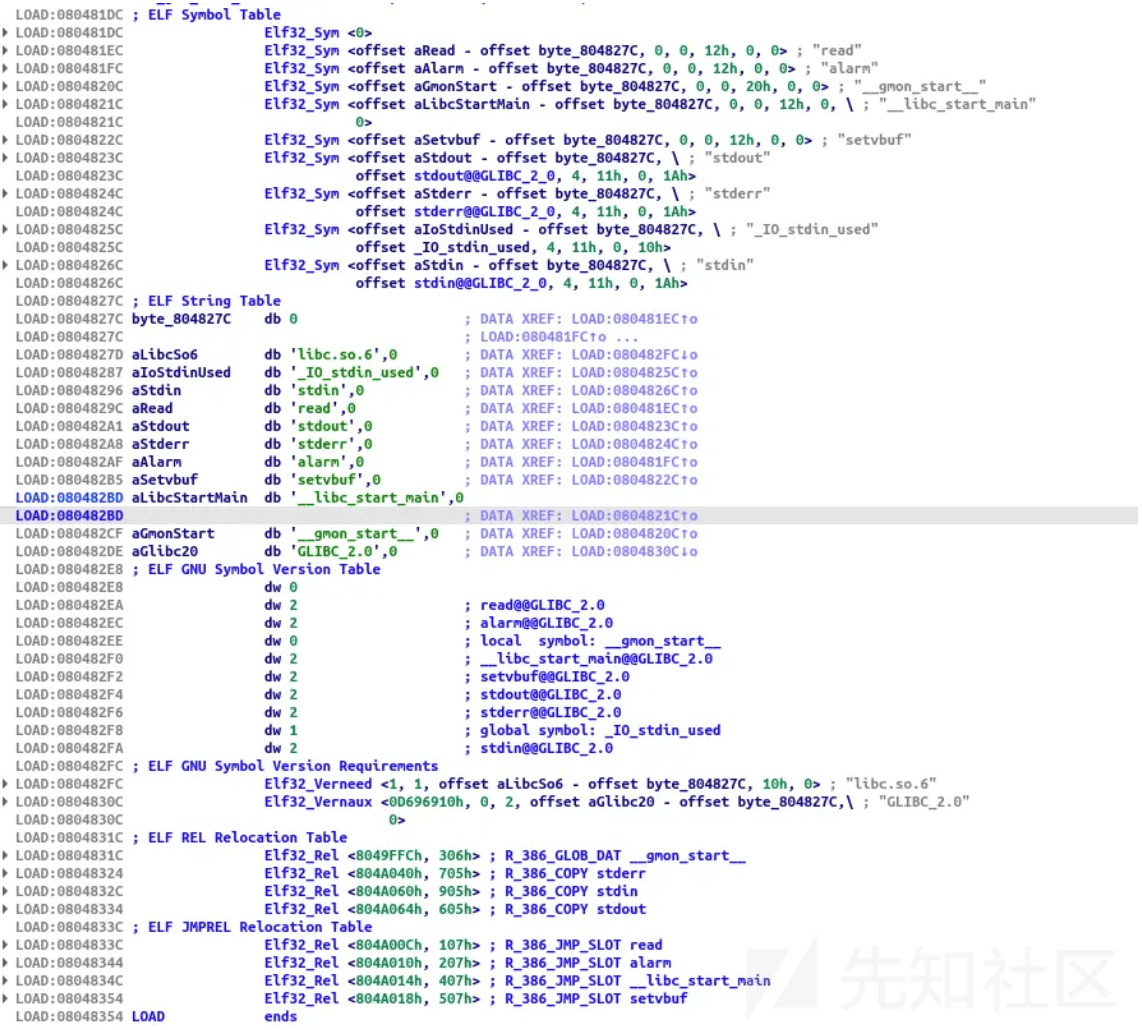 LOAD:080481DC ; ELF Symbol Table
LOAD:080481DC Elf32_Sym <0>
LOAD:080481EC Elf32_Sym <offset aRead - offset byte_804827C, 0, 0, 12h, 0, 0> ; "read"
LOAD:080481FC Elf32_Sym <offset aAlarm - offset byte_804827C, 0, 0, 12h, 0, 0> ; "alarm"
LOAD:0804820C Elf32_Sym <offset aGmonStart - offset byte_804827C, 0, 0, 20h, 0, 0> ; "__gmon_start__"
LOAD:0804821C Elf32_Sym <offset aLibcStartMain - offset byte_804827C, 0, 0, 12h, 0, \ ; "__libc_start_main"
LOAD:0804821C 0>
LOAD:0804822C Elf32_Sym <offset aSetvbuf - offset byte_804827C, 0, 0, 12h, 0, 0> ; "setvbuf"
LOAD:0804823C Elf32_Sym <offset aStdout - offset byte_804827C, \ ; "stdout"
LOAD:0804823C offset stdout@@GLIBC_2_0, 4, 11h, 0, 1Ah>
LOAD:0804824C Elf32_Sym <offset aStderr - offset byte_804827C, \ ; "stderr"
LOAD:0804824C offset stderr@@GLIBC_2_0, 4, 11h, 0, 1Ah>
LOAD:0804825C Elf32_Sym <offset aIoStdinUsed - offset byte_804827C, \ ; "_IO_stdin_used"
LOAD:0804825C offset _IO_stdin_used, 4, 11h, 0, 10h>
LOAD:0804826C Elf32_Sym <offset aStdin - offset byte_804827C, \ ; "stdin"
LOAD:0804826C offset stdin@@GLIBC_2_0, 4, 11h, 0, 1Ah>
LOAD:0804827C ; ELF String Table
LOAD:0804827C byte_804827C db 0 ; DATA XREF: LOAD:080481EC↑o
LOAD:0804827C ; LOAD:080481FC↑o ...
LOAD:0804827D aLibcSo6 db 'libc.so.6',0 ; DATA XREF: LOAD:080482FC↓o
LOAD:08048287 aIoStdinUsed db '_IO_stdin_used',0 ; DATA XREF: LOAD:0804825C↑o
LOAD:08048296 aStdin db 'stdin',0 ; DATA XREF: LOAD:0804826C↑o
LOAD:0804829C aRead db 'read',0 ; DATA XREF: LOAD:080481EC↑o
LOAD:080482A1 aStdout db 'stdout',0 ; DATA XREF: LOAD:0804823C↑o
LOAD:080482A8 aStderr db 'stderr',0 ; DATA XREF: LOAD:0804824C↑o
LOAD:080482AF aAlarm db 'alarm',0 ; DATA XREF: LOAD:080481FC↑o
LOAD:080482B5 aSetvbuf db 'setvbuf',0 ; DATA XREF: LOAD:0804822C↑o
LOAD:080482BD aLibcStartMain db '__libc_start_main',0
LOAD:080482BD ; DATA XREF: LOAD:0804821C↑o
LOAD:080482CF aGmonStart db '__gmon_start__',0 ; DATA XREF: LOAD:0804820C↑o
LOAD:080482DE aGlibc20 db 'GLIBC_2.0',0 ; DATA XREF: LOAD:0804830C↓o
LOAD:080482E8 ; ELF GNU Symbol Version Table
LOAD:080482E8 dw 0
LOAD:080482EA dw 2 ; read@@GLIBC_2.0
LOAD:080482EC dw 2 ; alarm@@GLIBC_2.0
LOAD:080482EE dw 0 ; local symbol: __gmon_start__
LOAD:080482F0 dw 2 ; __libc_start_main@@GLIBC_2.0
LOAD:080482F2 dw 2 ; setvbuf@@GLIBC_2.0
LOAD:080482F4 dw 2 ; stdout@@GLIBC_2.0
LOAD:080482F6 dw 2 ; stderr@@GLIBC_2.0
LOAD:080482F8 dw 1 ; global symbol: _IO_stdin_used
LOAD:080482FA dw 2 ; stdin@@GLIBC_2.0
LOAD:080482FC ; ELF GNU Symbol Version Requirements
LOAD:080482FC Elf32_Verneed <1, 1, offset aLibcSo6 - offset byte_804827C, 10h, 0> ; "libc.so.6"
LOAD:0804830C Elf32_Vernaux <0D696910h, 0, 2, offset aGlibc20 - offset byte_804827C,\ ; "GLIBC_2.0"
LOAD:0804830C 0>
LOAD:0804831C ; ELF REL Relocation Table
LOAD:0804831C Elf32_Rel <8049FFCh, 306h> ; R_386_GLOB_DAT __gmon_start__
LOAD:08048324 Elf32_Rel <804A040h, 705h> ; R_386_COPY stderr
LOAD:0804832C Elf32_Rel <804A060h, 905h> ; R_386_COPY stdin
LOAD:08048334 Elf32_Rel <804A064h, 605h> ; R_386_COPY stdout
LOAD:0804833C ; ELF JMPREL Relocation Table
LOAD:0804833C Elf32_Rel <804A00Ch, 107h> ; R_386_JMP_SLOT read
LOAD:08048344 Elf32_Rel <804A010h, 207h> ; R_386_JMP_SLOT alarm
LOAD:0804834C Elf32_Rel <804A014h, 407h> ; R_386_JMP_SLOT __libc_start_main
LOAD:08048354 Elf32_Rel <804A018h, 507h> ; R_386_JMP_SLOT setvbuf
LOAD:08048354 LOAD ends
先知社区